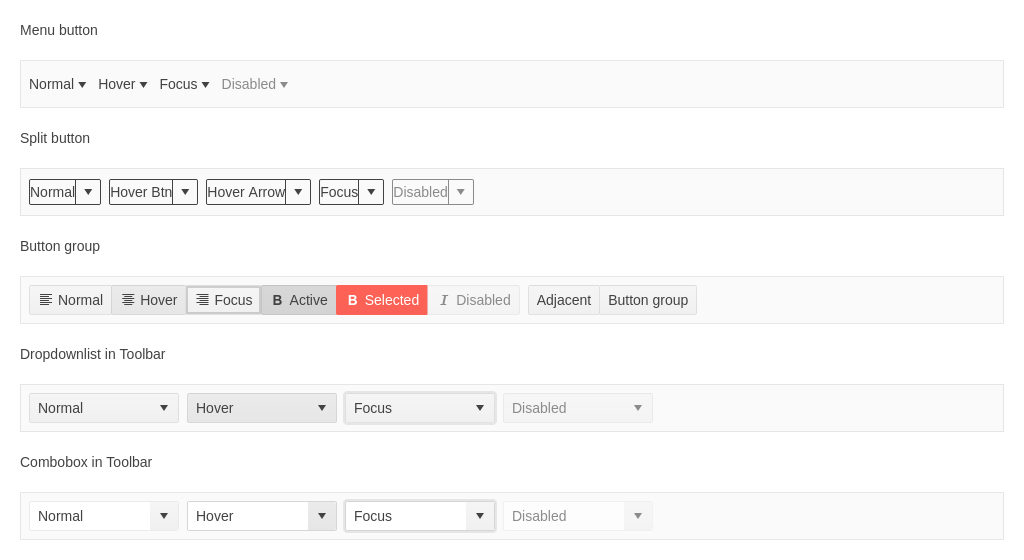 Menu button
Normal Hover Focus Disabled
Split button
Normal Hover Btn Hover Arrow Focus Disabled
Button group
Normal Hover Focus B Active B Selected I Disabled Adjacent Button group
Dropdownlist in Toolbar
Normal Hover Focus Disabled
Combobox in Toolbar
Normal Hover Focus Disabled